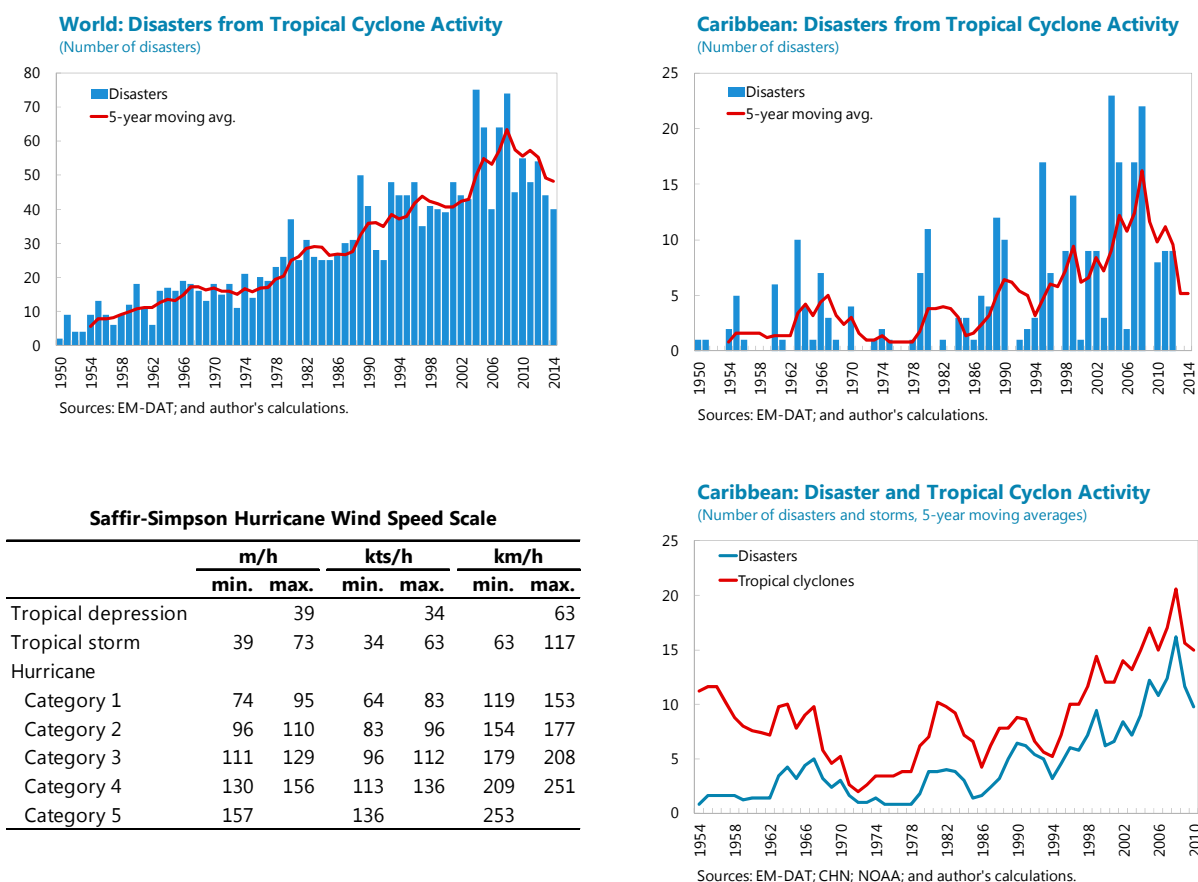 World: Disasters from Tropical Cyclone Activity
(Number of disasters)
80
70
60
50
40
30
20
10
0
Disasters
5-year moving avg.
1950
1954
1958
1962
1966
1970
1974
1978
1982
1986
1990
1994
1998
2002
2006
2010
2014
Sources: EM-DAT; and author's calculations.
Caribbean: Disasters from Tropical Cyclone Activity
(Number of disasters)
25
20
15
10
5
0
Disasters
5-year moving avg.
1950
1954
1958
1962
1966
1970
1974
1978
1982
1986
1990
1994
1998
2002
2006
2010
2014
Sources: EM-DAT; and author's calculations.
Saffir-Simpson Hurricane Wind Speed Scale
m/h kts/h km/h
min. max. min. max. min. max.
Tropical depression 39 34 63
Tropical storm 39 73 34 63 63 117
Hurricane
Category 1 74 95 64 83 119 153
Category 2 96 110 83 96 154 177
Category 3 111 129 96 112 179 208
Category 4 130 156 113 136 209 251
Category 5 157 136 253
Caribbean: Disaster and Tropical Cyclon Activity
(Number of disasters and storms, 5-year moving averages)
25
20
15
10
5
0
Disasters
Tropical clyclones
1954
1958
1962
1966
1970
1974
1978
1982
1986
1990
1994
1998
2002
2006
2010
Sources: EM-DAT; CHN; NOAA; and author's calculations.